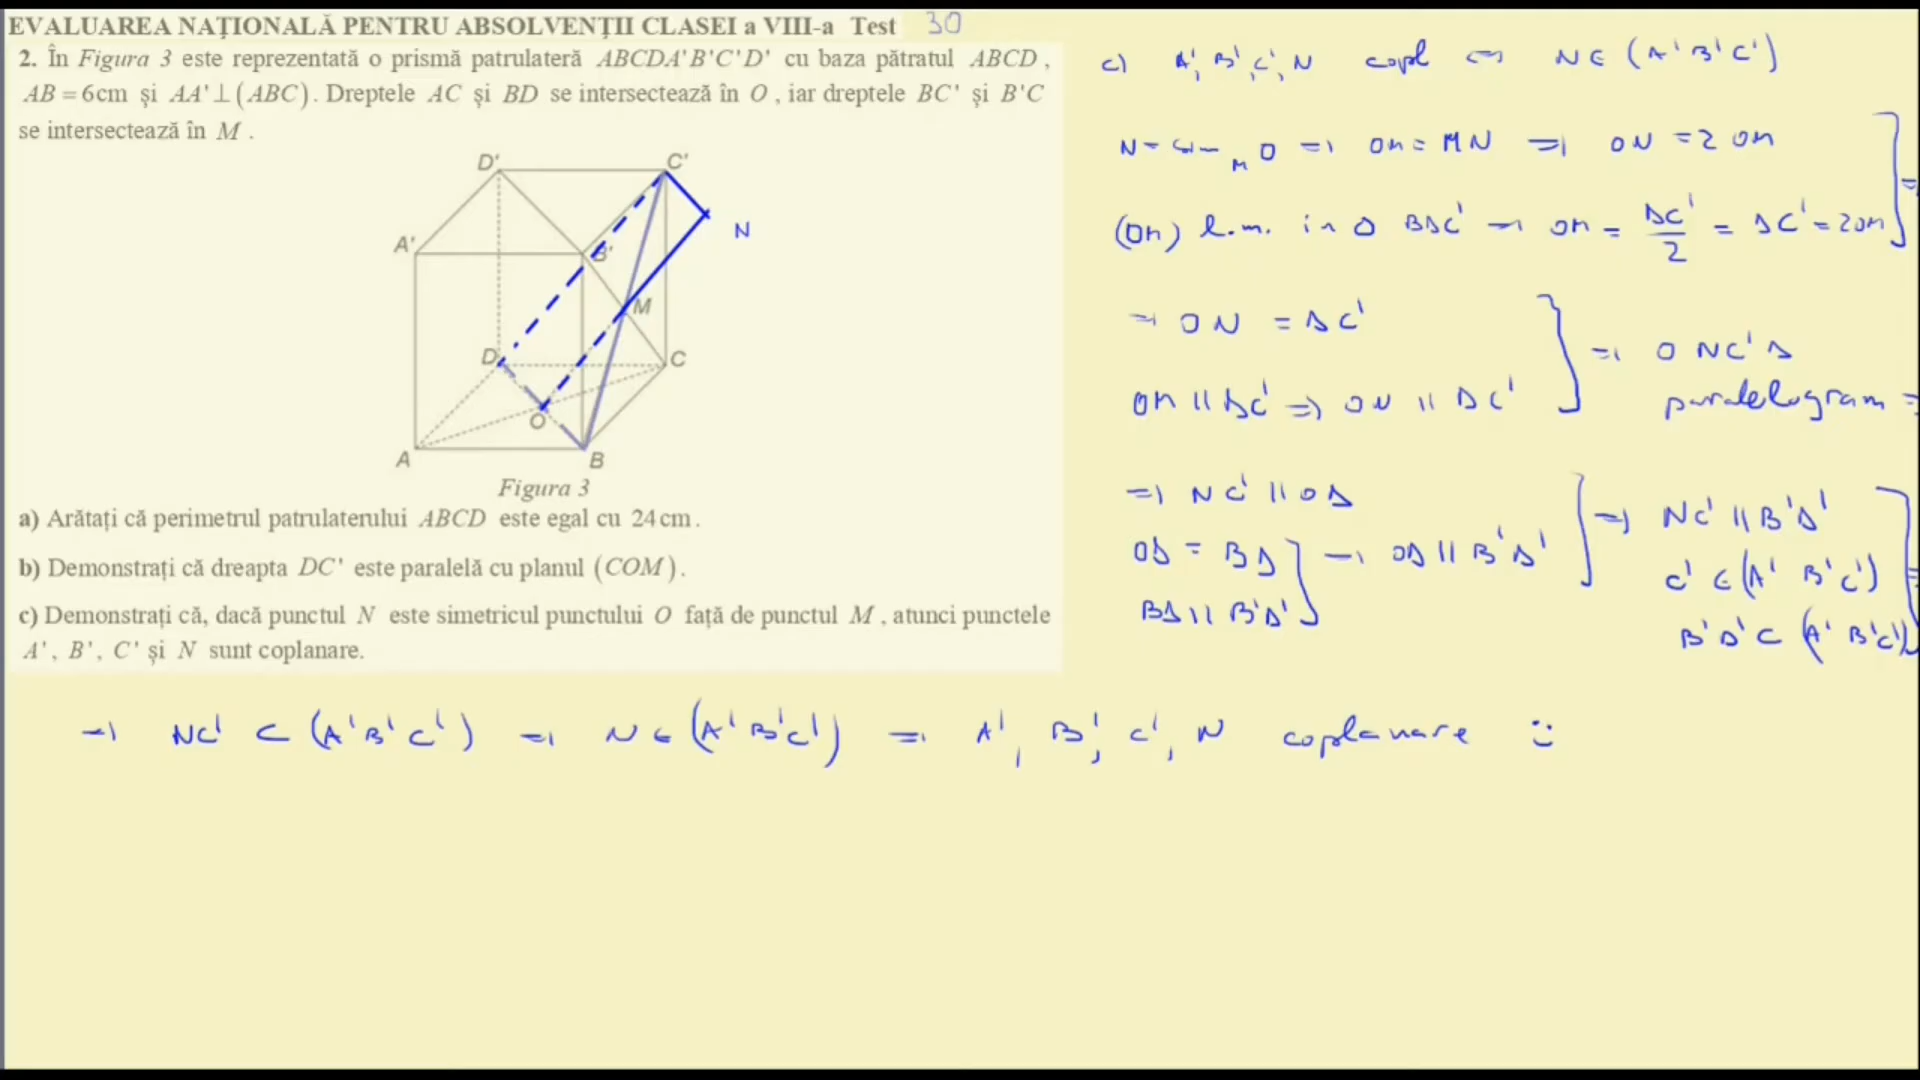 EVALUAREA NAȚIONALĂ PENTRU ABSOLVENȚII CLASEI a VIII-a Test 30
2. În Figura 3 este reprezentată o prismă patrulateră ABCDA'B'C'D' cu baza pătratul ABCD,
AB = 6cm și AA' ⊥ (ABC). Dreptele AC și BD se intersectează în O, iar dreptele BC' și B'C
se intersectează în M.
D' C'
N
A' B'
M
D C
O
A B
Figura 3
a) Arătați că perimetrul patrulaterului ABCD este egal cu 24cm.
b) Demonstrați că dreapta DC' este paralelă cu planul (COM).
c) Demonstrați că, dacă punctul N este simetricul punctului O față de punctul M, atunci punctele
A', B', C' și N sunt coplanare.
c) A', B', C', N copl ⇔ N ∈ (A'B'C')
N = sim_M O ⇒ OM = MN ⇒ ON = 2 OM
(OM) l.m. în Δ BDC' ⇒ OM = DC'/2 = DC' = 2OM
⇒ ON = DC'
OM || DC' ⇒ ON || DC'
⇒ ONC'D
paralelogram ⇒
⇒ NC' || OD
OD = BD
BD || B'D'
⇒ OD || B'D'
⇒ NC' || B'D'
C' ∈ (A'B'C')
B'D' ⊂ (A'B'C')
⇒ NC' ⊂ (A'B'C') ⇒ N ∈ (A'B'C') ⇒ A', B', C', N coplanare :)